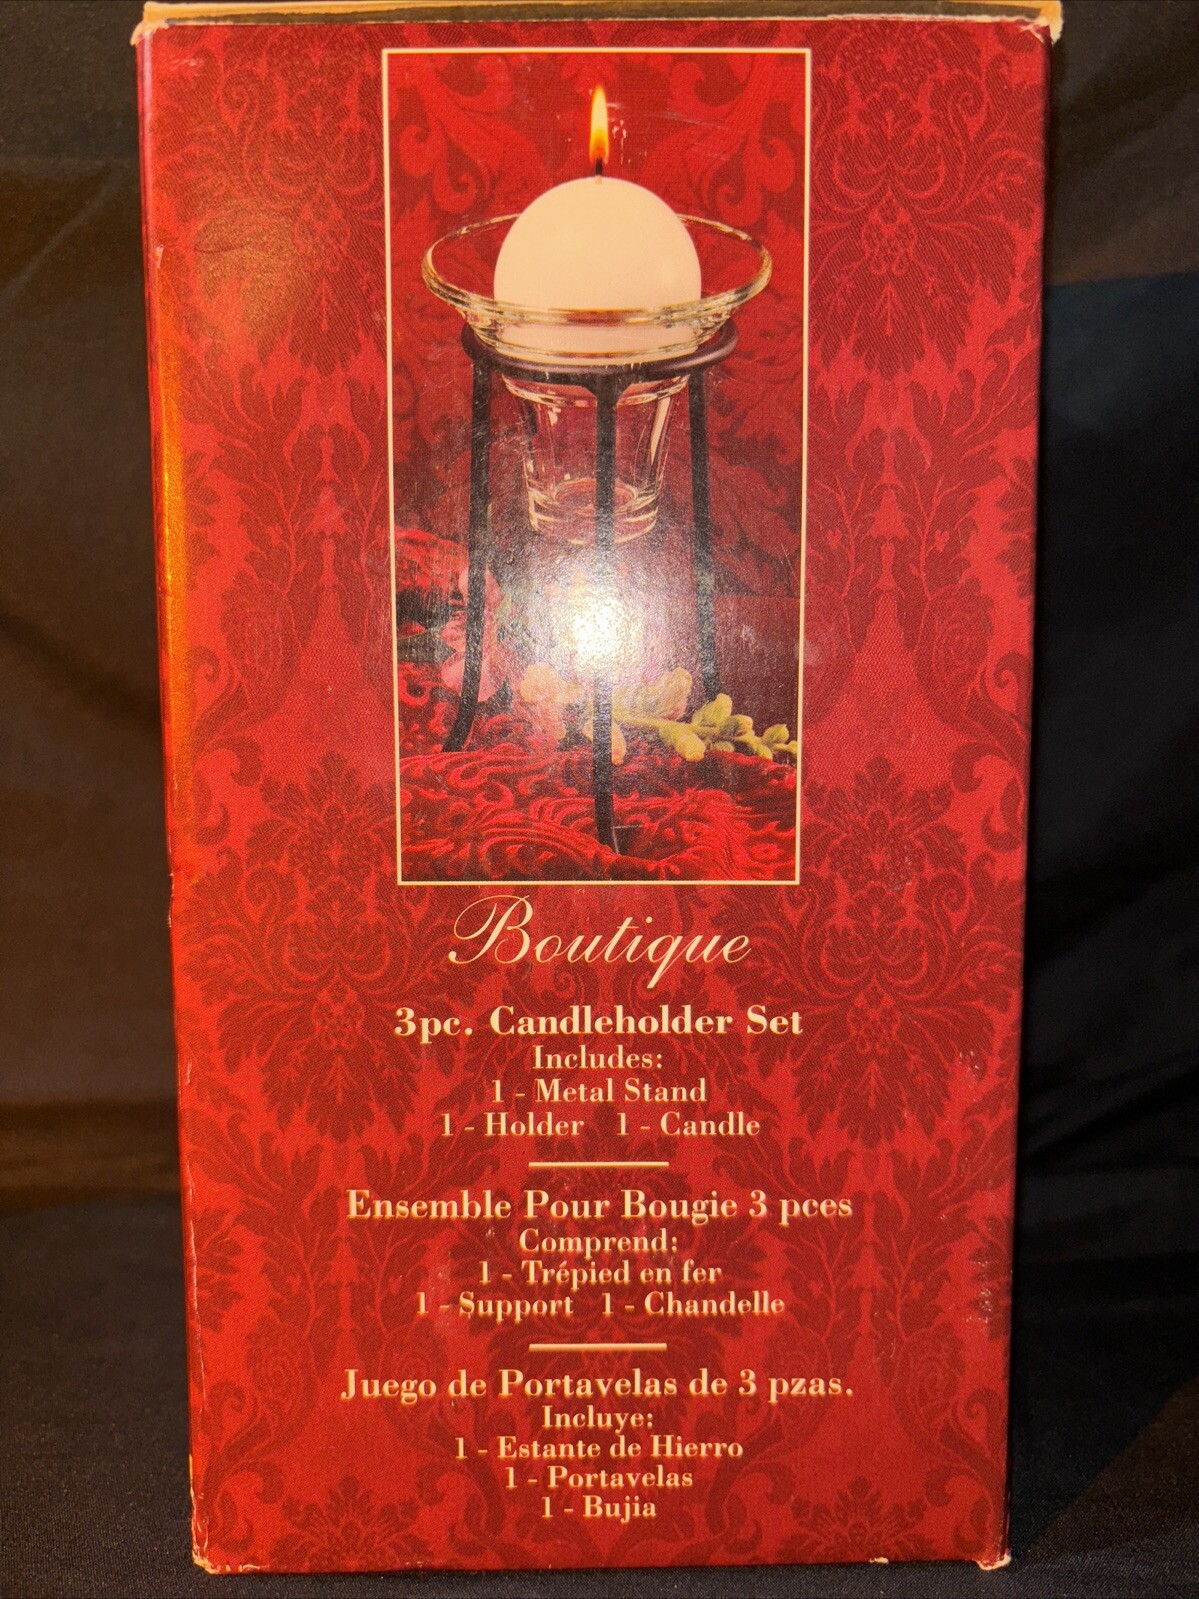 Boutique
3pc. Candleholder Set
Includes:
1 - Metal Stand
1 - Holder 1 - Candle
Ensemble Pour Bougie 3 pces
Comprend:
1 - Trépied en fer
1 - Support 1 - Chandelle
Juego de Portavelas de 3 pzas.
Incluye:
1 - Estante de Hierro
1 - Portavelas
1 - Bujia